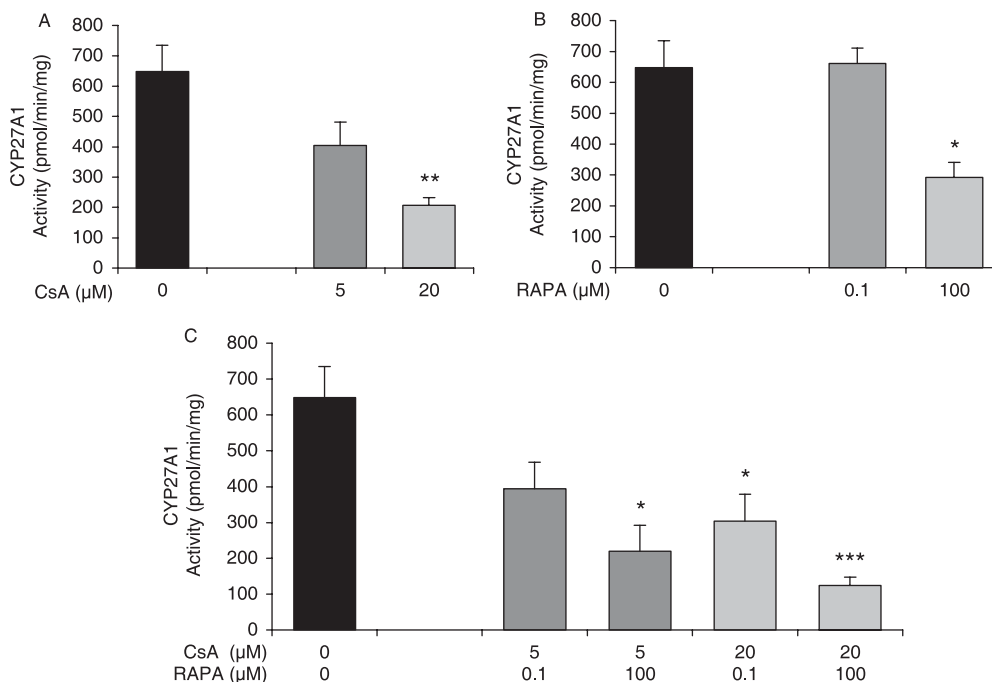 A
800
700
600
500
400
300
200
100
0
CYP27A1
Activity (pmol/min/mg)
**
CsA (µM) 0 5 20
B
800
700
600
500
400
300
200
100
0
CYP27A1
Activity (pmol/min/mg)
*
RAPA (µM) 0 0.1 100
C
800
700
600
500
400
300
200
100
0
CYP27A1
Activity (pmol/min/mg)
* * ***
CsA (µM) 0 5 5 20 20
RAPA (µM) 0 0.1 100 0.1 100